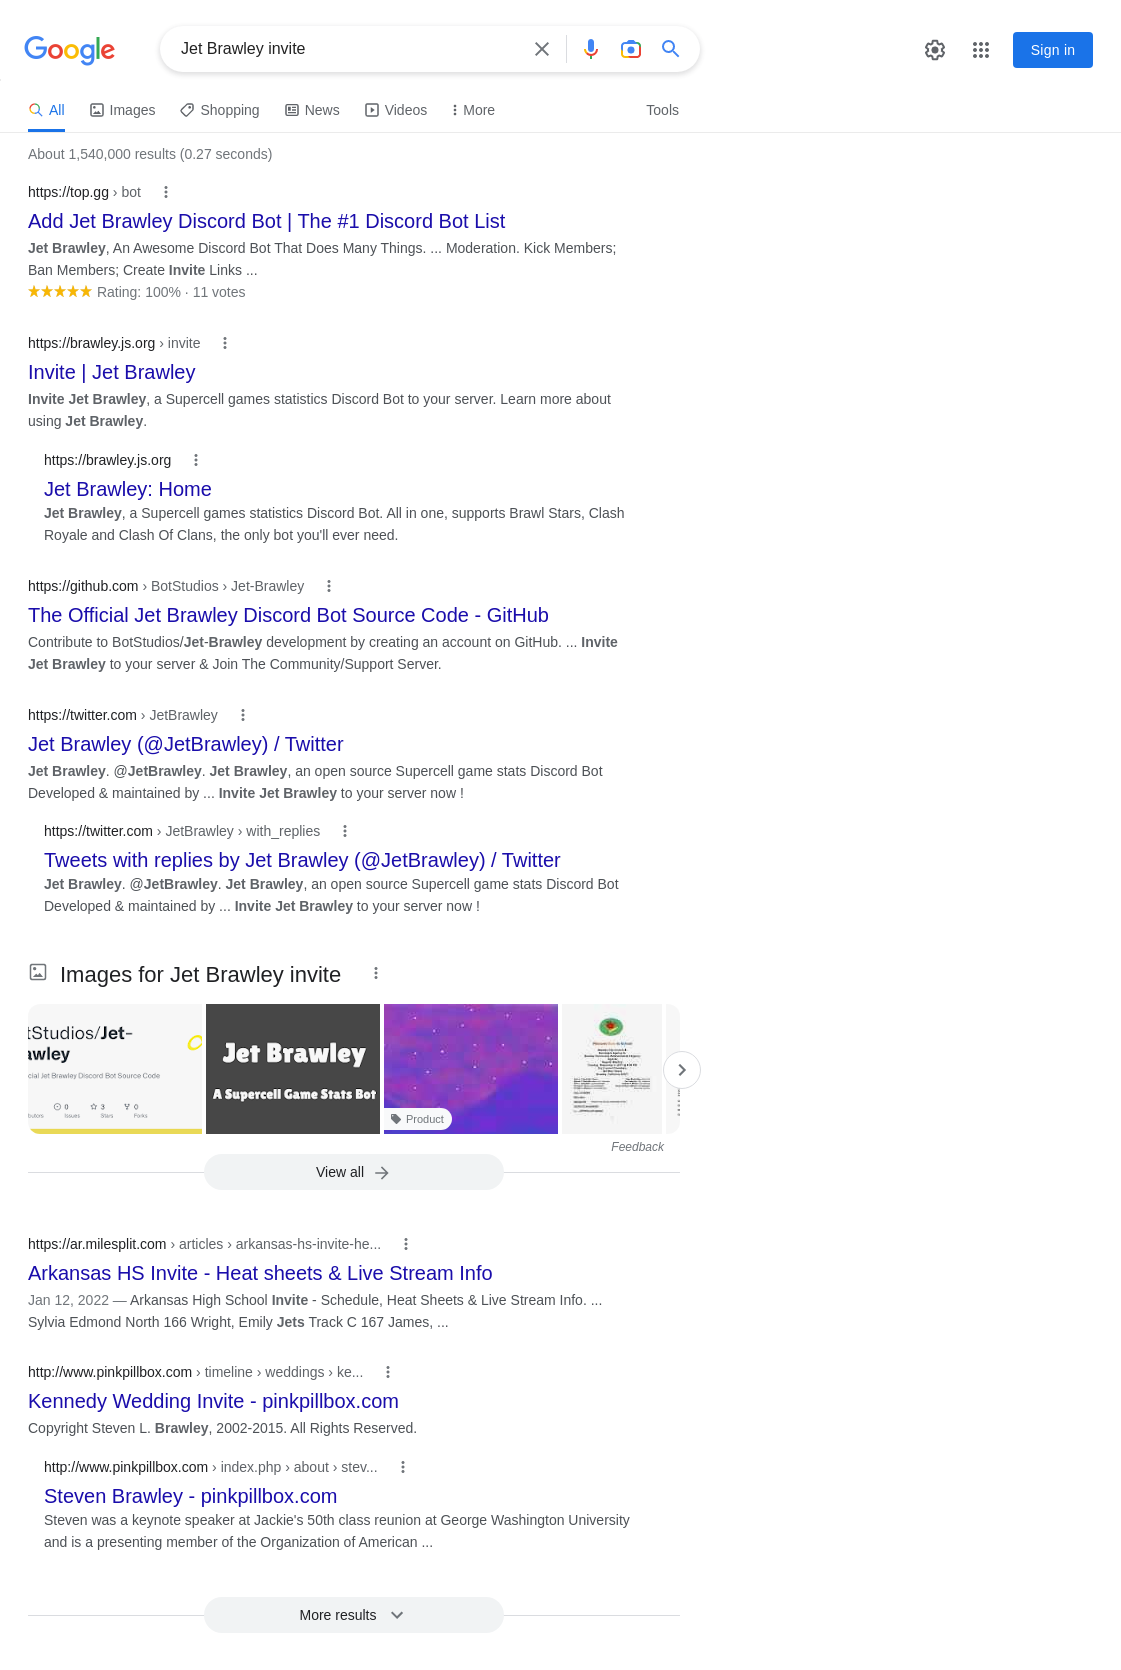 Google
Jet Brawley invite
Sign in
All
Images
Shopping
News
Videos
More
Tools
About 1,540,000 results (0.27 seconds)
https://top.gg › bot
Add Jet Brawley Discord Bot | The #1 Discord Bot List
Jet Brawley, An Awesome Discord Bot That Does Many Things. ... Moderation. Kick Members;
Ban Members; Create Invite Links ...
Rating: 100% · 11 votes
https://brawley.js.org › invite
Invite | Jet Brawley
Invite Jet Brawley, a Supercell games statistics Discord Bot to your server. Learn more about
using Jet Brawley.
https://brawley.js.org
Jet Brawley: Home
Jet Brawley, a Supercell games statistics Discord Bot. All in one, supports Brawl Stars, Clash
Royale and Clash Of Clans, the only bot you'll ever need.
https://github.com › BotStudios › Jet-Brawley
The Official Jet Brawley Discord Bot Source Code - GitHub
Contribute to BotStudios/Jet-Brawley development by creating an account on GitHub. ... Invite
Jet Brawley to your server & Join The Community/Support Server.
https://twitter.com › JetBrawley
Jet Brawley (@JetBrawley) / Twitter
Jet Brawley. @JetBrawley. Jet Brawley, an open source Supercell game stats Discord Bot
Developed & maintained by ... Invite Jet Brawley to your server now !
https://twitter.com › JetBrawley › with_replies
Tweets with replies by Jet Brawley (@JetBrawley) / Twitter
Jet Brawley. @JetBrawley. Jet Brawley, an open source Supercell game stats Discord Bot
Developed & maintained by ... Invite Jet Brawley to your server now !
Images for Jet Brawley invite
tStudios/Jet-
awley
cial Jet Brawley Discord Bot Source Code
0
3
0
Issues
Stars
Forks
Jet Brawley
A Supercell Game Stats Bot
Product
Feedback
View all
https://ar.milesplit.com › articles › arkansas-hs-invite-he...
Arkansas HS Invite - Heat sheets & Live Stream Info
Jan 12, 2022 — Arkansas High School Invite - Schedule, Heat Sheets & Live Stream Info. ...
Sylvia Edmond North 166 Wright, Emily Jets Track C 167 James, ...
http://www.pinkpillbox.com › timeline › weddings › ke...
Kennedy Wedding Invite - pinkpillbox.com
Copyright Steven L. Brawley, 2002-2015. All Rights Reserved.
http://www.pinkpillbox.com › index.php › about › stev...
Steven Brawley - pinkpillbox.com
Steven was a keynote speaker at Jackie's 50th class reunion at George Washington University
and is a presenting member of the Organization of American ...
More results